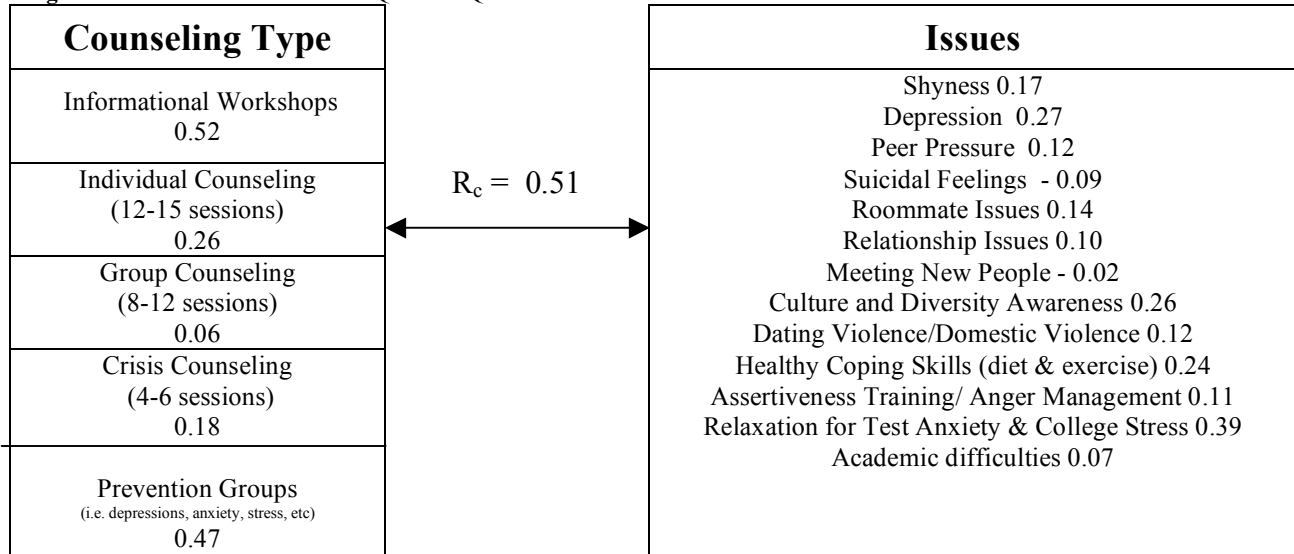 Counseling Type
Informational Workshops
0.52
Individual Counseling
(12-15 sessions)
0.26
Group Counseling
(8-12 sessions)
0.06
Crisis Counseling
(4-6 sessions)
0.18
Prevention Groups
(i.e. depressions, anxiety, stress, etc)
0.47
Rc = 0.51
Issues
Shyness 0.17
Depression 0.27
Peer Pressure 0.12
Suicidal Feelings - 0.09
Roommate Issues 0.14
Relationship Issues 0.10
Meeting New People - 0.02
Culture and Diversity Awareness 0.26
Dating Violence/Domestic Violence 0.12
Healthy Coping Skills (diet & exercise) 0.24
Assertiveness Training/ Anger Management 0.11
Relaxation for Test Anxiety & College Stress 0.39
Academic difficulties 0.07